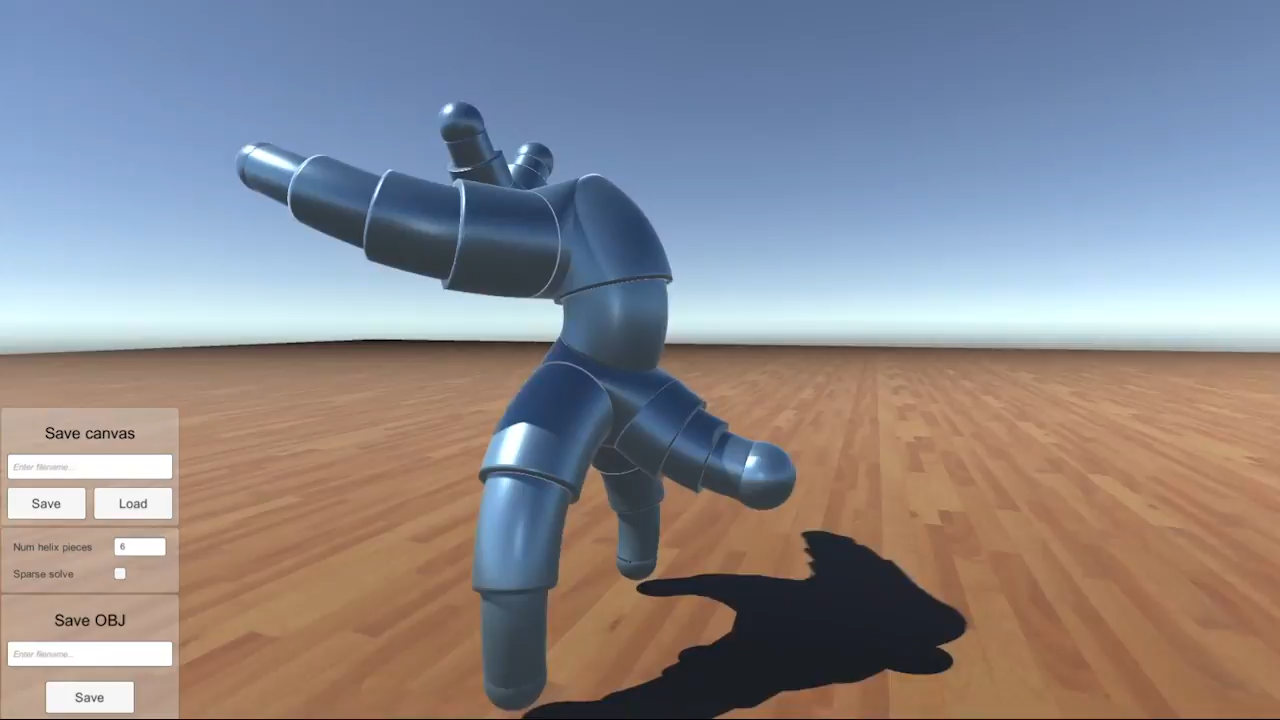 Save canvas
Enter filename...
Save Load
Num helix pieces 6
Sparse solve
Save OBJ
Enter filename...
Save